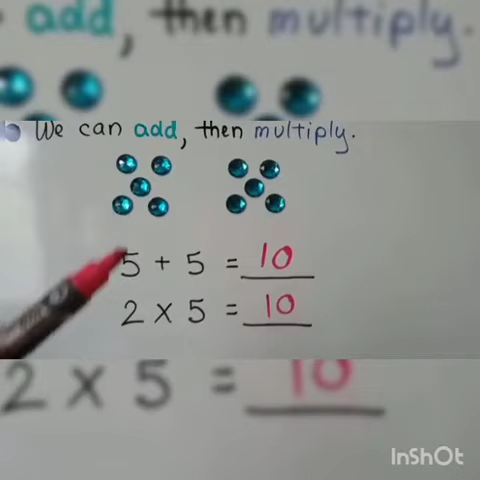 add, then multiply.
We can add, then multiply.
5 + 5 = 10
2 x 5 = 10
2 x 5 = 10
InShOt